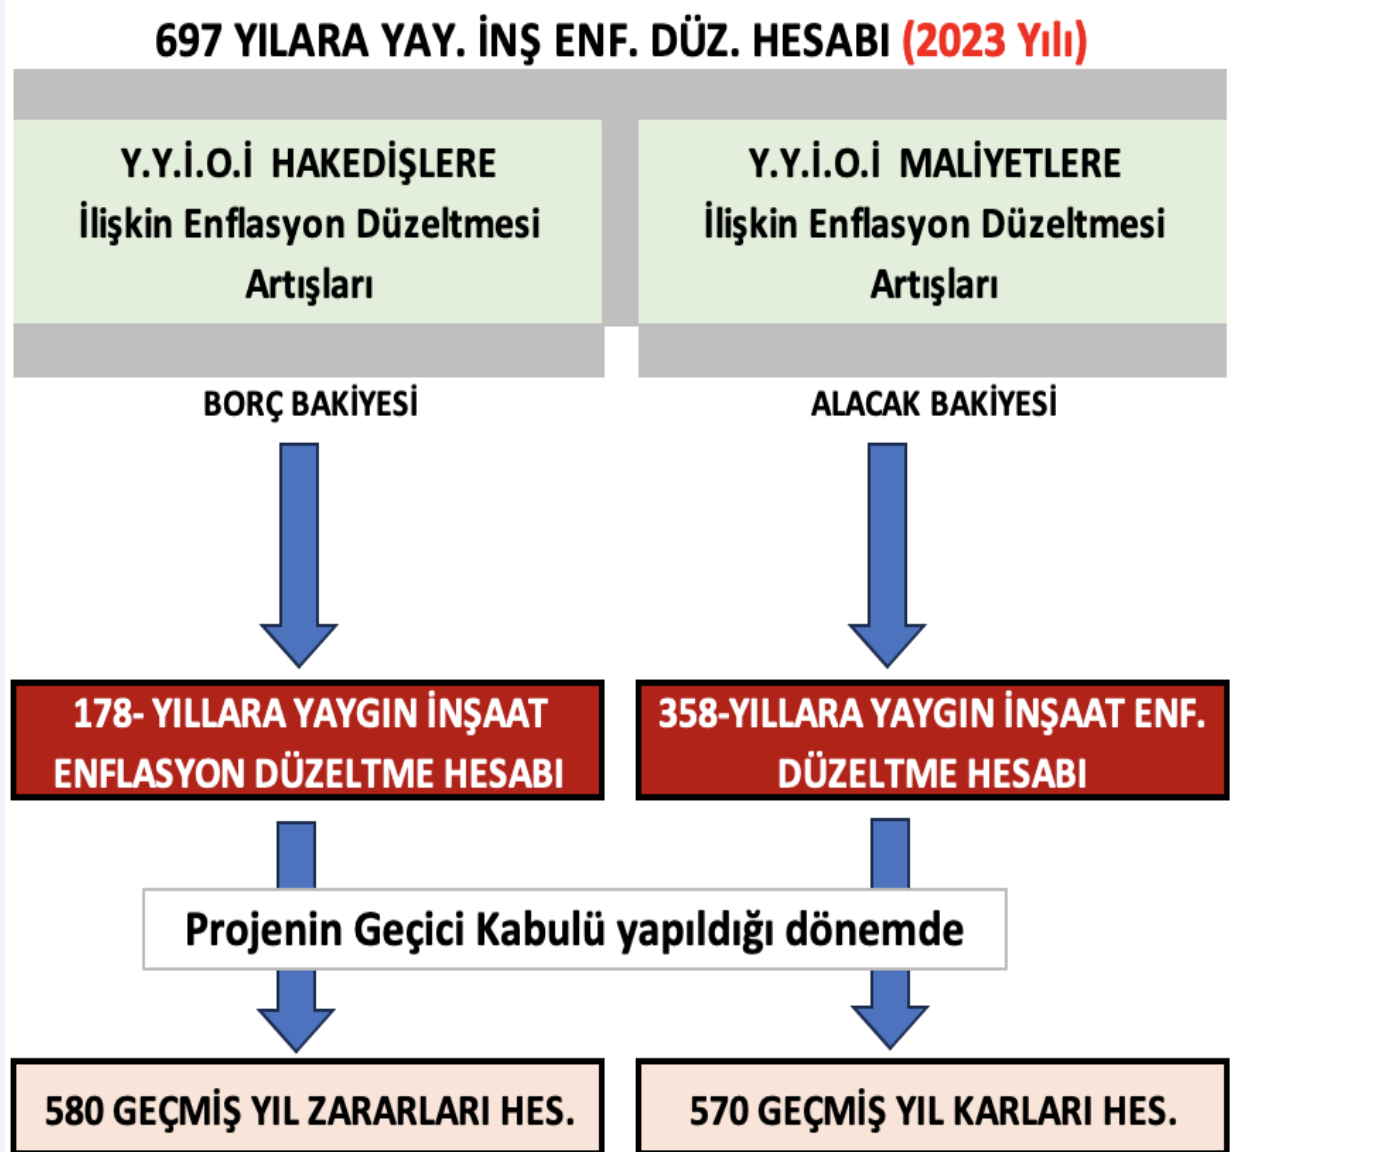 697 YILARA YAY. İNŞ ENF. DÜZ. HESABI (2023 Yılı)
Y.Y.İ.O.İ HAKEDİŞLERE
İlişkin Enflasyon Düzeltmesi
Artışları
Y.Y.İ.O.İ MALİYETLERE
İlişkin Enflasyon Düzeltmesi
Artışları
BORÇ BAKİYESİ
ALACAK BAKİYESİ
178- YILLARA YAYGIN İNŞAAT
ENFLASYON DÜZELTME HESABI
358-YILLARA YAYGIN İNŞAAT ENF.
DÜZELTME HESABI
Projenin Geçici Kabulü yapıldığı dönemde
580 GEÇMİŞ YIL ZARARLARI HES.
570 GEÇMİŞ YIL KARLARI HES.